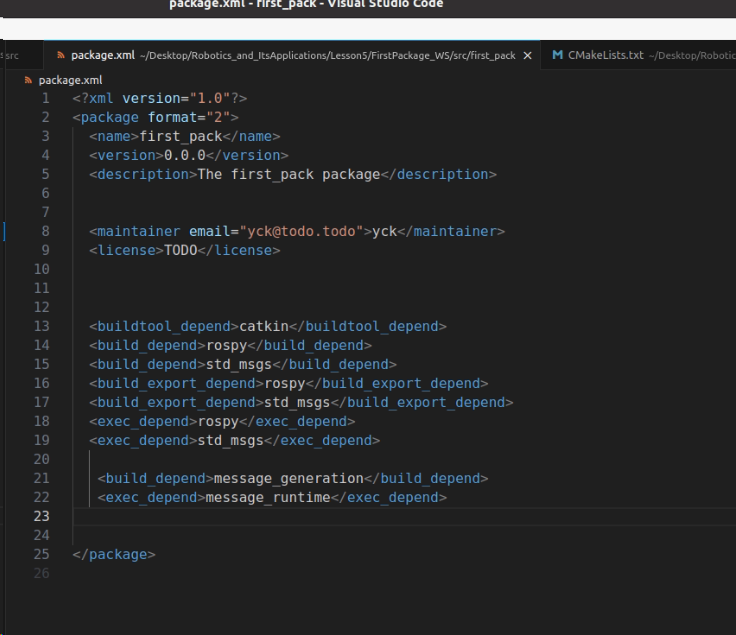 package.xml - first_pack - Visual Studio Code
src
package.xml ~/Desktop/Robotics_and_ItsApplications/Lesson5/FirstPackage_WS/src/first_pack
CMakeLists.txt ~/Desktop/Robotic
package.xml
1 <?xml version="1.0"?>
2 <package format="2">
3 <name>first_pack</name>
4 <version>0.0.0</version>
5 <description>The first_pack package</description>
6
7
8 <maintainer email="yck@todo.todo">yck</maintainer>
9 <license>TODO</license>
10
11
12
13 <buildtool_depend>catkin</buildtool_depend>
14 <build_depend>rospy</build_depend>
15 <build_depend>std_msgs</build_depend>
16 <build_export_depend>rospy</build_export_depend>
17 <build_export_depend>std_msgs</build_export_depend>
18 <exec_depend>rospy</exec_depend>
19 <exec_depend>std_msgs</exec_depend>
20
21 <build_depend>message_generation</build_depend>
22 <exec_depend>message_runtime</exec_depend>
23
24
25 </package>
26